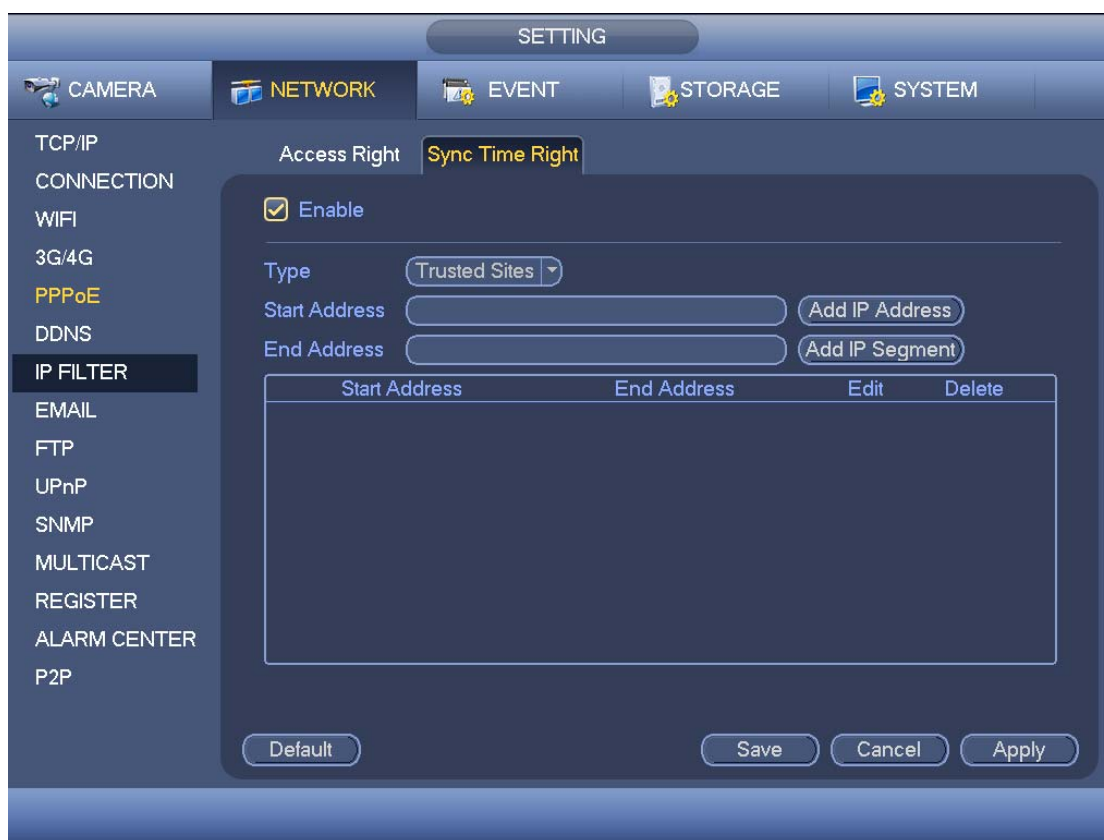 SETTING
CAMERA NETWORK EVENT STORAGE SYSTEM
TCP/IP
CONNECTION
WIFI
3G/4G
PPPoE
DDNS
IP FILTER
EMAIL
FTP
UPnP
SNMP
MULTICAST
REGISTER
ALARM CENTER
P2P
Access Right Sync Time Right
Enable
Type Trusted Sites
Start Address Add IP Address
End Address Add IP Segment
Start Address End Address Edit Delete
Default Save Cancel Apply